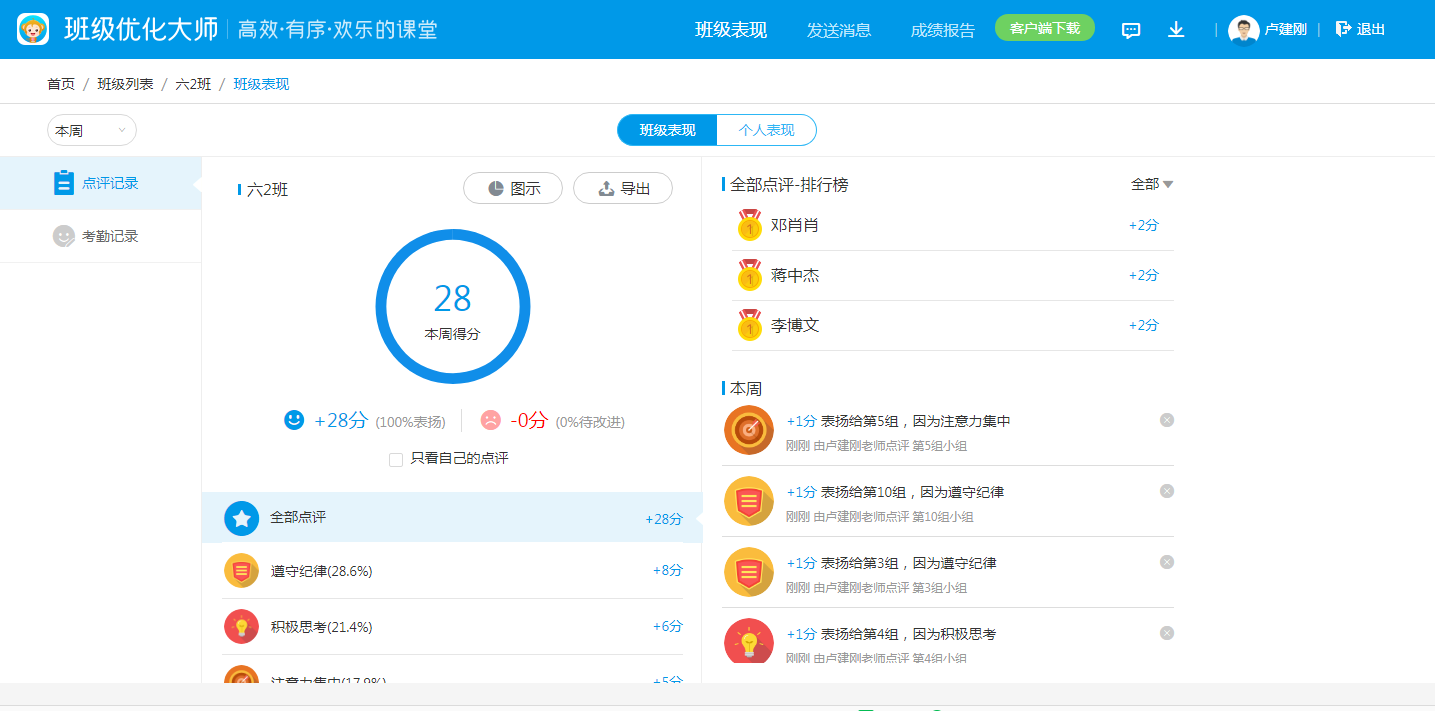 班级优化大师 高效·有序·欢乐的课堂 班级表现 发送消息 成绩报告 客户端下载 卢建刚 退出
首页 / 班级列表 / 六2班 / 班级表现
本周 班级表现 个人表现
点评记录
考勤记录
六2班 图示 导出
28
本周得分
+28分 (100%表扬) -0分 (0%待改进)
只看自己的点评
全部点评 +28分
遵守纪律(28.6%) +8分
积极思考(21.4%) +6分
注意力集中(17.9%) +5分
全部点评-排行榜 全部
1 邓肖肖 +2分
1 蒋中杰 +2分
1 李博文 +2分
本周
+1分 表扬给第5组，因为注意力集中
刚刚 由卢建刚老师点评 第5组小组
+1分 表扬给第10组，因为遵守纪律
刚刚 由卢建刚老师点评 第10组小组
+1分 表扬给第3组，因为遵守纪律
刚刚 由卢建刚老师点评 第3组小组
+1分 表扬给第4组，因为积极思考
刚刚 由卢建刚老师点评 第4组小组